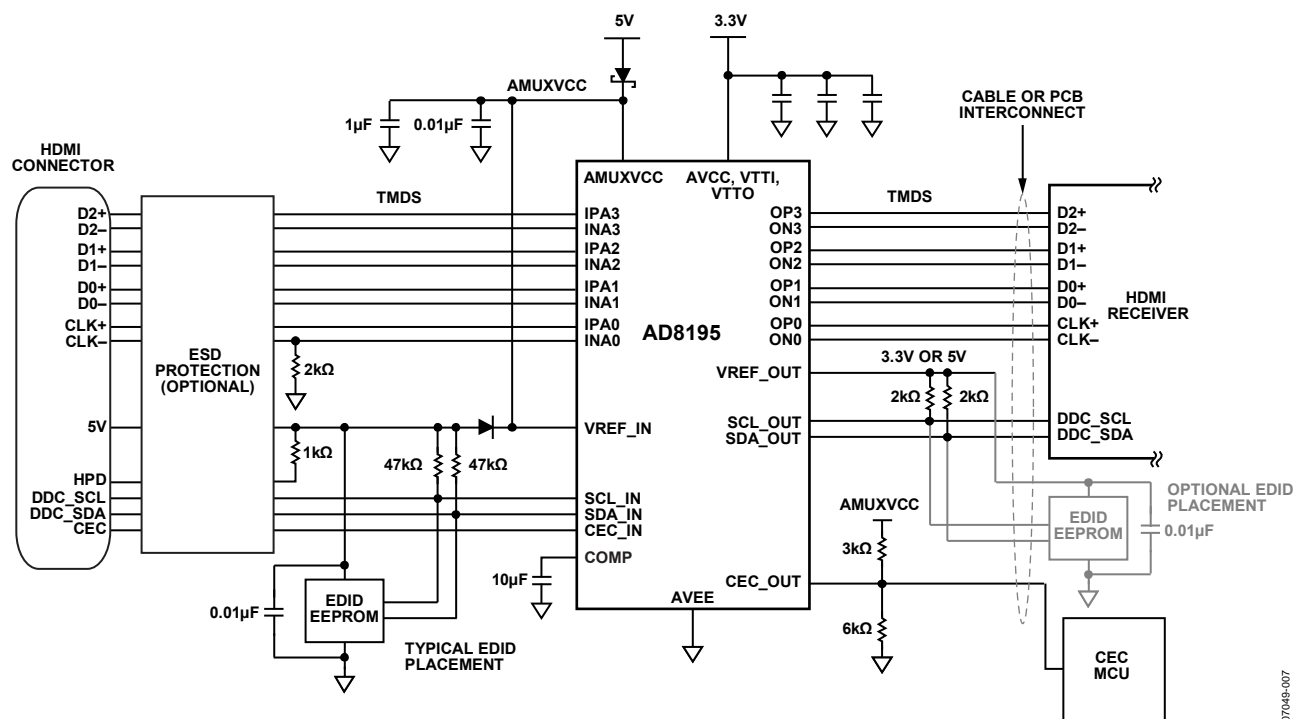 5V
3.3V
AMUXVCC
1µF
0.01µF
CABLE OR PCB
INTERCONNECT
HDMI
CONNECTOR
D2+
D2–
D1+
D1–
D0+
D0–
CLK+
CLK–
5V
HPD
DDC_SCL
DDC_SDA
CEC
ESD
PROTECTION
(OPTIONAL)
TMDS
2kΩ
1kΩ
47kΩ
47kΩ
10µF
0.01µF
EDID
EEPROM
TYPICAL EDID
PLACEMENT
AMUXVCC
AVCC, VTTI,
VTTO
IPA3
INA3
IPA2
INA2
IPA1
INA1
IPA0
INA0
VREF_IN
SCL_IN
SDA_IN
CEC_IN
COMP
AD8195
AVEE
OP3
ON3
OP2
ON2
OP1
ON1
OP0
ON0
VREF_OUT
SCL_OUT
SDA_OUT
CEC_OUT
TMDS
3.3V OR 5V
2kΩ
2kΩ
AMUXVCC
3kΩ
6kΩ
D2+
D2–
D1+
D1–
D0+
D0–
CLK+
CLK–
DDC_SCL
DDC_SDA
HDMI
RECEIVER
OPTIONAL EDID
PLACEMENT
EDID
EEPROM
0.01µF
CEC
MCU
07049-007